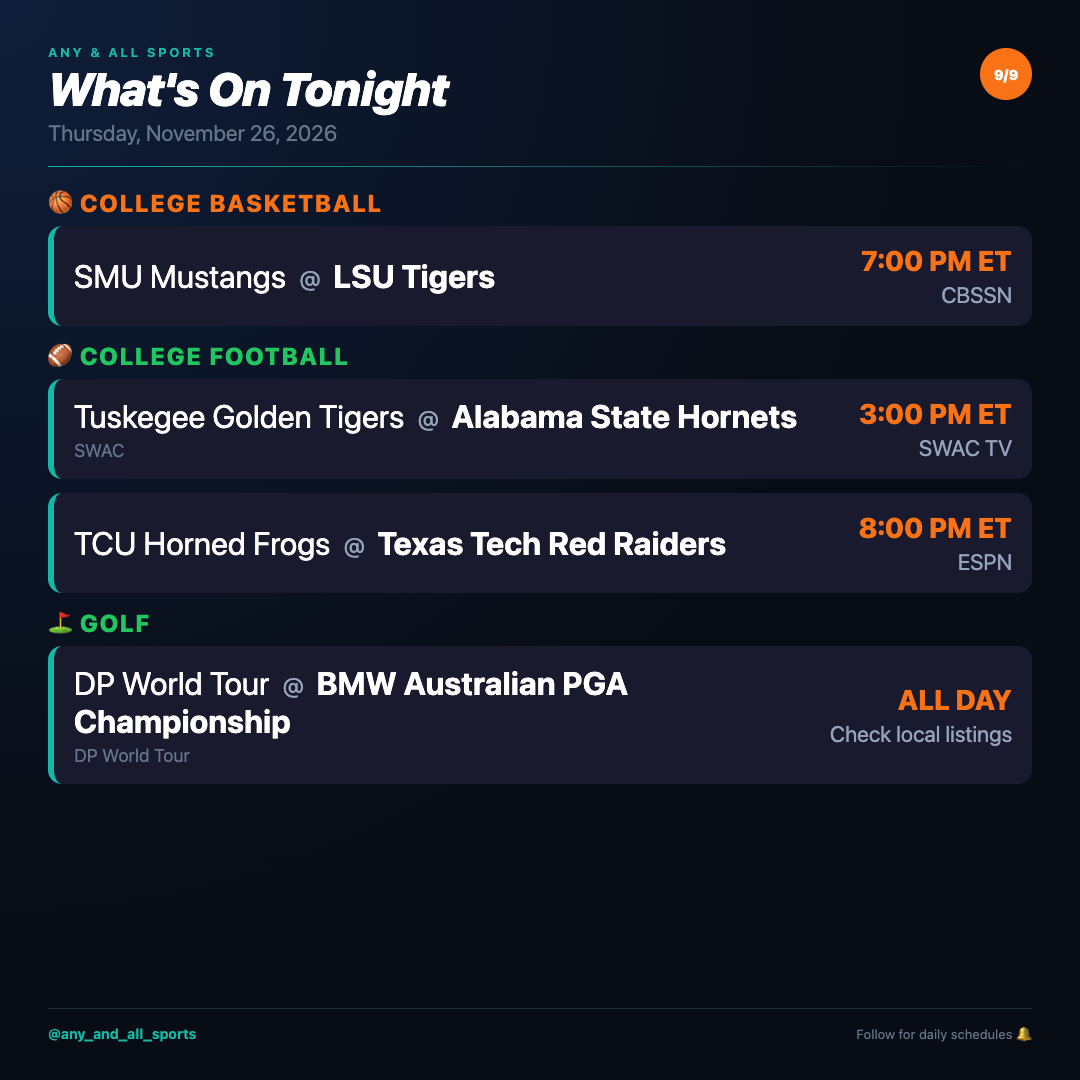 ANY & ALL SPORTS
What's On Tonight
9/9
Thursday, November 26, 2026
🏀 COLLEGE BASKETBALL
SMU Mustangs @ LSU Tigers
7:00 PM ET
CBSSN
🏈 COLLEGE FOOTBALL
Tuskegee Golden Tigers @ Alabama State Hornets
SWAC
3:00 PM ET
SWAC TV
TCU Horned Frogs @ Texas Tech Red Raiders
8:00 PM ET
ESPN
⛳ GOLF
DP World Tour @ BMW Australian PGA
Championship
DP World Tour
ALL DAY
Check local listings
@any_and_all_sports
Follow for daily schedules 🔔